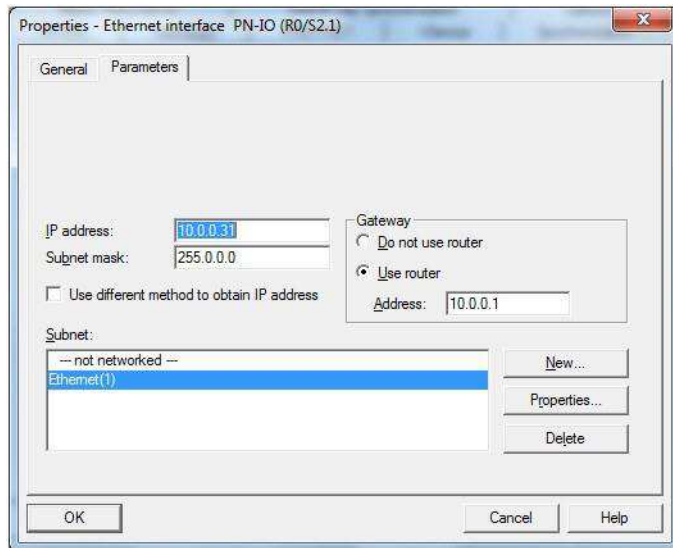 Properties - Ethernet interface PN-IO (R0/S2.1)
General Parameters
IP address: 10.0.0.31
Subnet mask: 255.0.0.0
Use different method to obtain IP address
Gateway
Do not use router
Use router
Address: 10.0.0.1
Subnet:
--- not networked ---
Ethernet(1)
New...
Properties...
Delete
OK
Cancel
Help